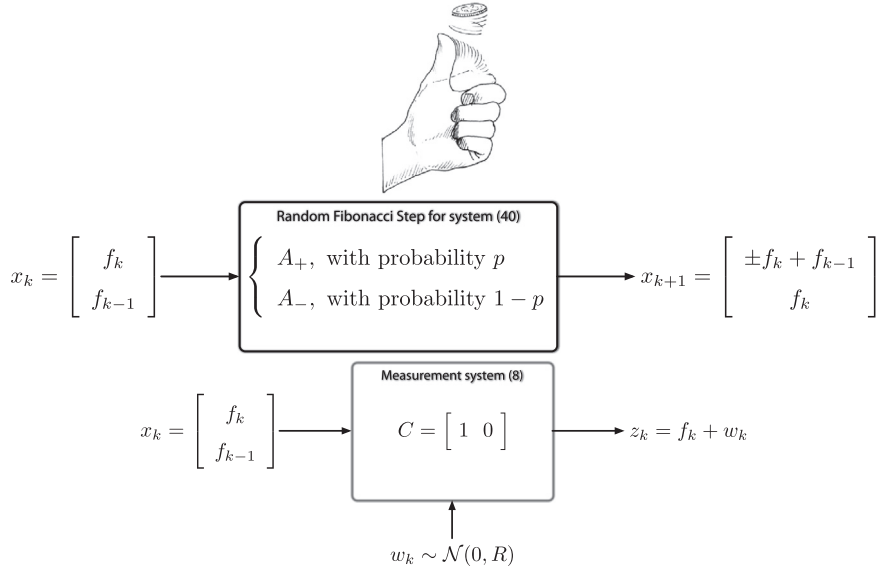 Random Fibonacci Step for system (40)
x_k = [ f_k f_{k−1} ]
{ A_+, with probability p
A_−, with probability 1 − p
x_{k+1} = [ ±f_k + f_{k−1} f_k ]
Measurement system (8)
x_k = [ f_k f_{k−1} ]
C = [ 1 0 ]
z_k = f_k + w_k
w_k ∼ 𝒩(0, R)